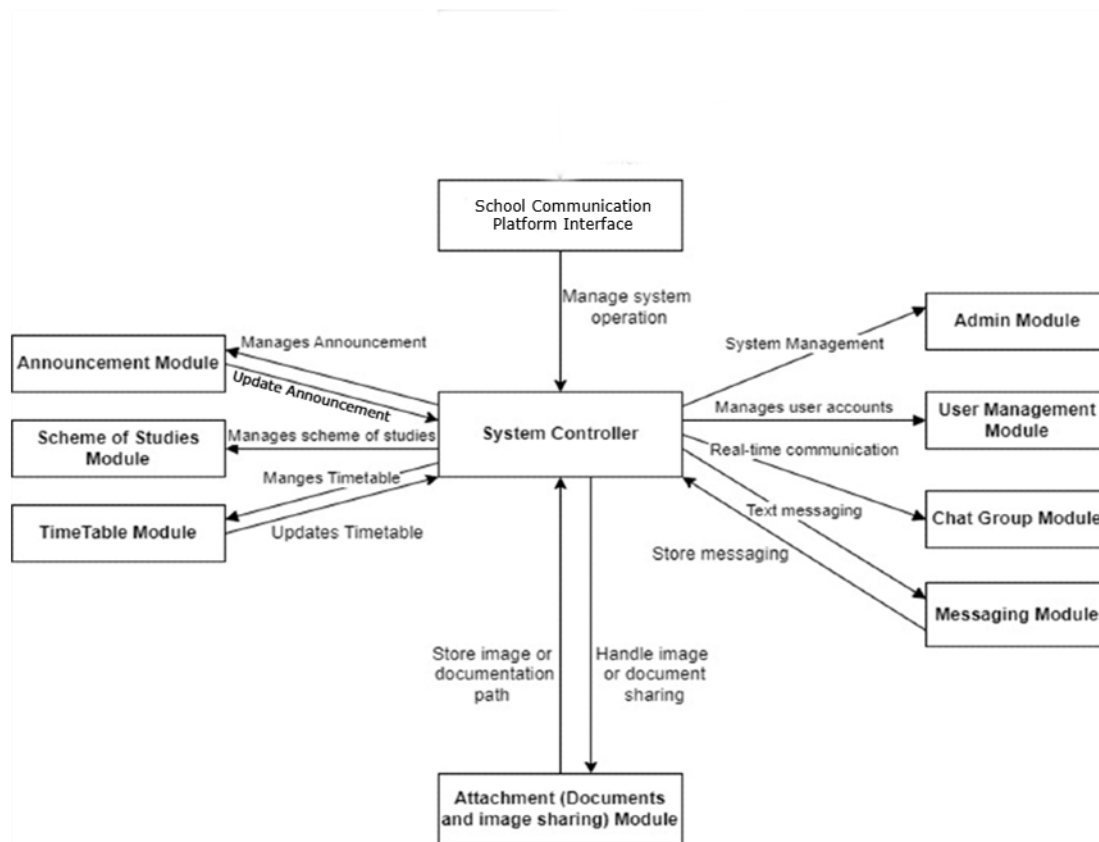 School Communication
Platform Interface
Manage system
operation
Admin Module
System Management
Manages Announcement
Announcement Module
Update Announcement
Manages user accounts
User Management
Module
System Controller
Scheme of Studies
Module
Manages scheme of studies
Real-time communication
Manges Timetable
TimeTable Module
Updates Timetable
Text messaging
Chat Group Module
Store messaging
Messaging Module
Store image or
documentation
path
Handle image
or document
sharing
Attachment (Documents
and image sharing) Module